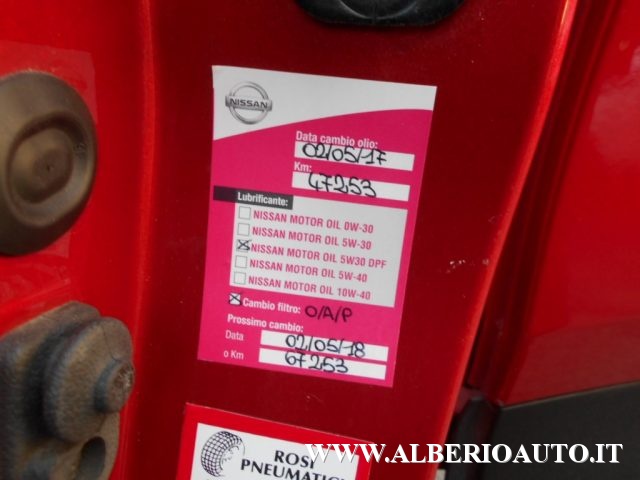 NISSAN
Data cambio olio:
02/05/17
Km:
47253
Lubrificante:
NISSAN MOTOR OIL 0W-30
NISSAN MOTOR OIL 5W-30
NISSAN MOTOR OIL 5W30 DPF
NISSAN MOTOR OIL 5W-40
NISSAN MOTOR OIL 10W-40
Cambio filtro: O/A/P
Prossimo cambio:
Data 02/05/18
o Km 67253
ROSI
PNEUMATICI
WWW.ALBERIOAUTO.IT